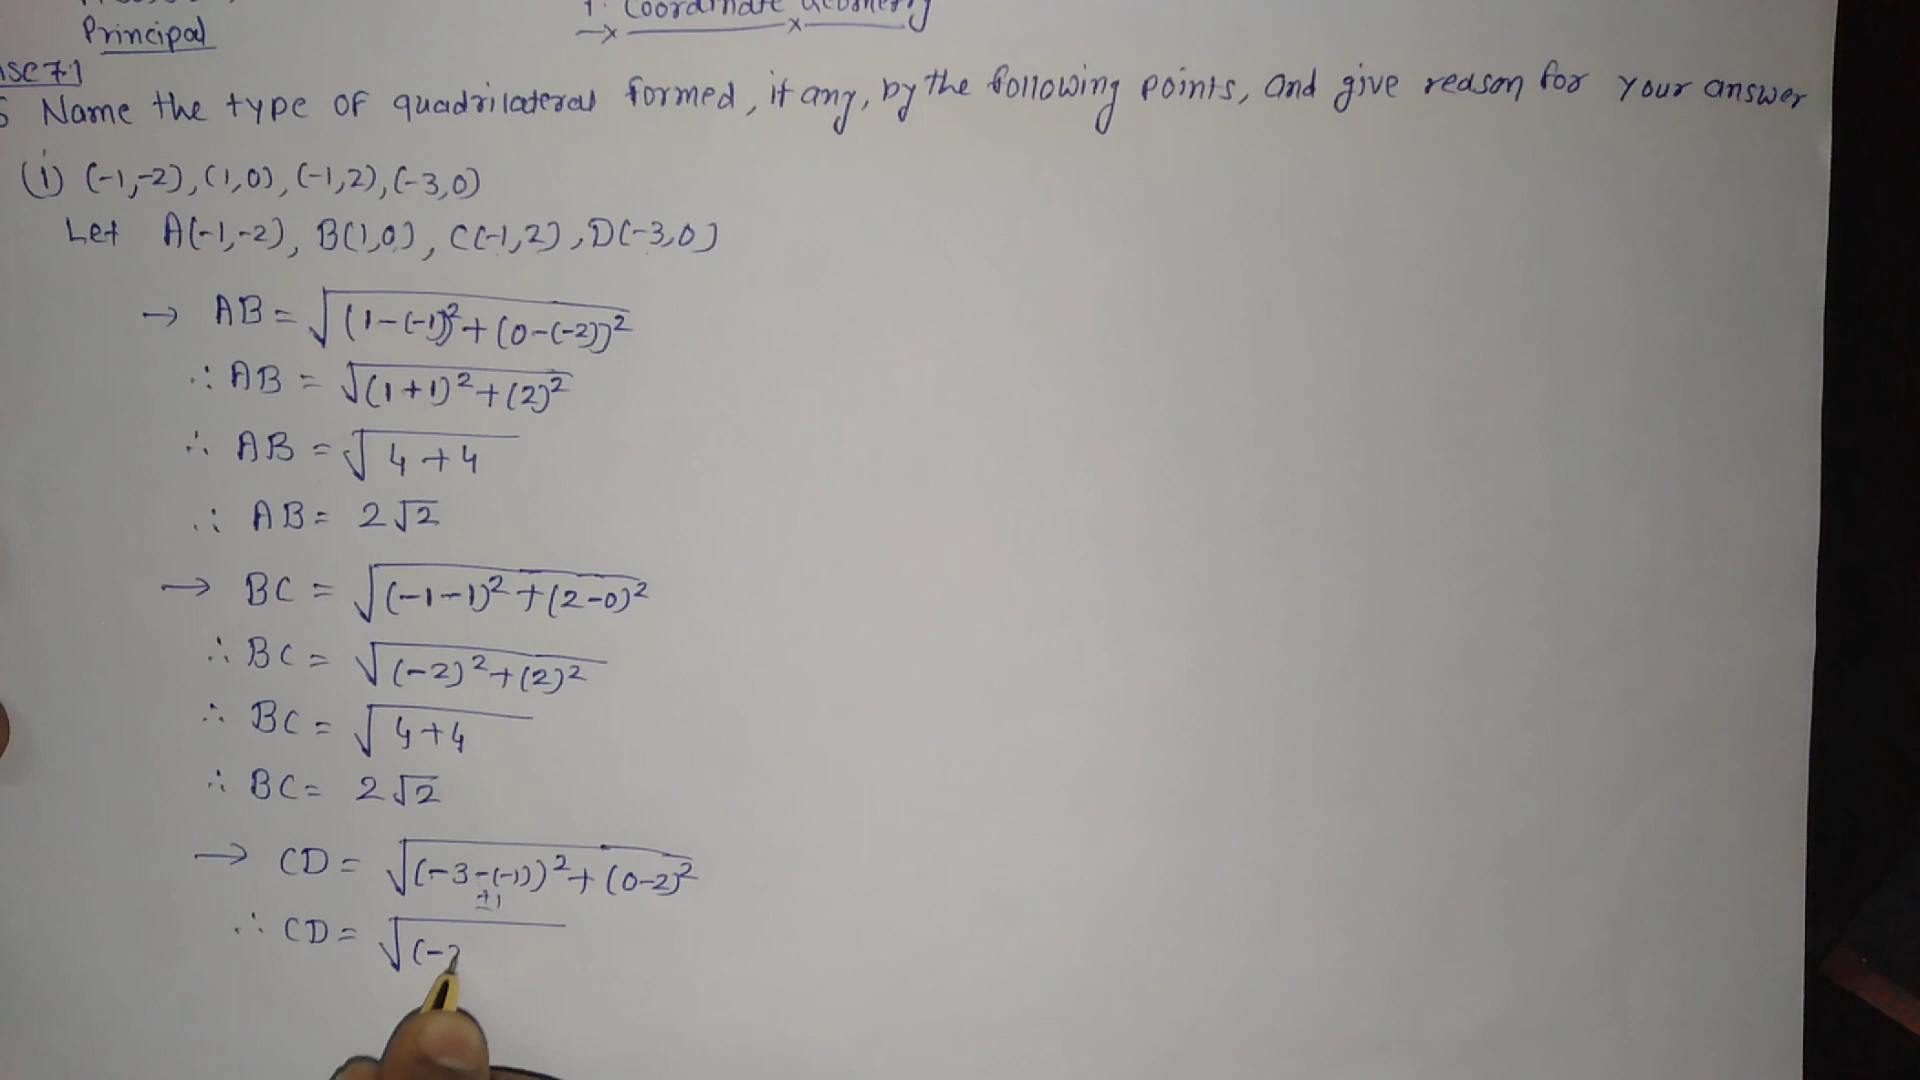 Principal
7. Coordinate Geometry
7.1
Name the type of quadrilateral formed, if any, by the following points, and give reason for your answer
(i) (-1,-2), (1,0), (-1,2), (-3,0)
Let A(-1,-2), B(1,0), C(-1,2), D(-3,0)
→ AB = √(1-(-1))²+(0-(-2))²
∴ AB = √(1+1)²+(2)²
∴ AB = √4+4
∴ AB = 2√2
→ BC = √(-1-1)²+(2-0)²
∴ BC = √(-2)²+(2)²
∴ BC = √4+4
∴ BC = 2√2
→ CD = √(-3-(-1))²+(0-2)²
+1
∴ CD = √(-2